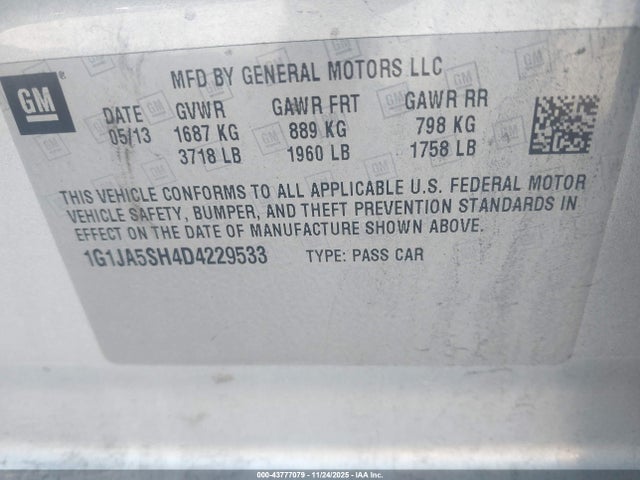 GM
MFD BY GENERAL MOTORS LLC
DATE GVWR GAWR FRT GAWR RR
05/13 1687 KG 889 KG 798 KG
3718 LB 1960 LB 1758 LB
THIS VEHICLE CONFORMS TO ALL APPLICABLE U.S. FEDERAL MOTOR
VEHICLE SAFETY, BUMPER, AND THEFT PREVENTION STANDARDS IN
EFFECT ON THE DATE OF MANUFACTURE SHOWN ABOVE.
1G1JA5SH4D4229533 TYPE: PASS CAR
000-43777079 - 11/24/2025 - IAA Inc.